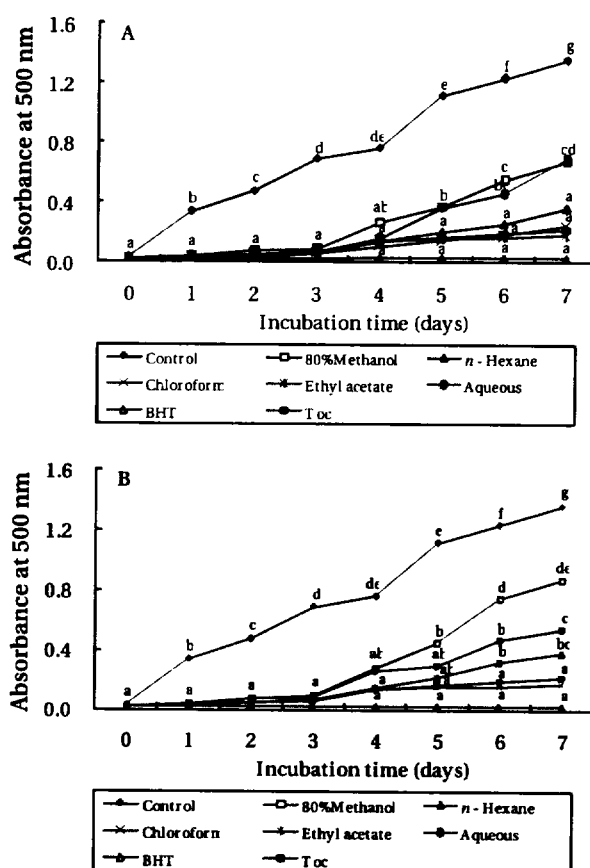 A
Absorbance at 500 nm
1.6
1.2
0.8
0.4
0.0
a b c d de e f g
a a a ab b c cd
a a a a
a a a
a a a a
0 1 2 3 4 5 6 7
Incubation time (days)
Control 80%Methanol n - Hexane
Chloroform Ethyl acetate Aqueous
BHT Toc
B
Absorbance at 500 nm
1.6
1.2
0.8
0.4
0.0
a b c d de e f g
a a a b d de
ab ab b c
b bc
a a a
a a a a
0 1 2 3 4 5 6 7
Incubation time (days)
Control 80%Methanol n - Hexane
Chloroform Ethyl acetate Aqueous
BHT Toc